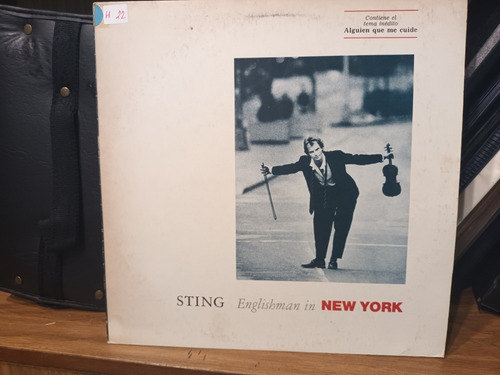 H 22
Contiene el
tema inédito
Alguien que me cuide
STING Englishman in NEW YORK